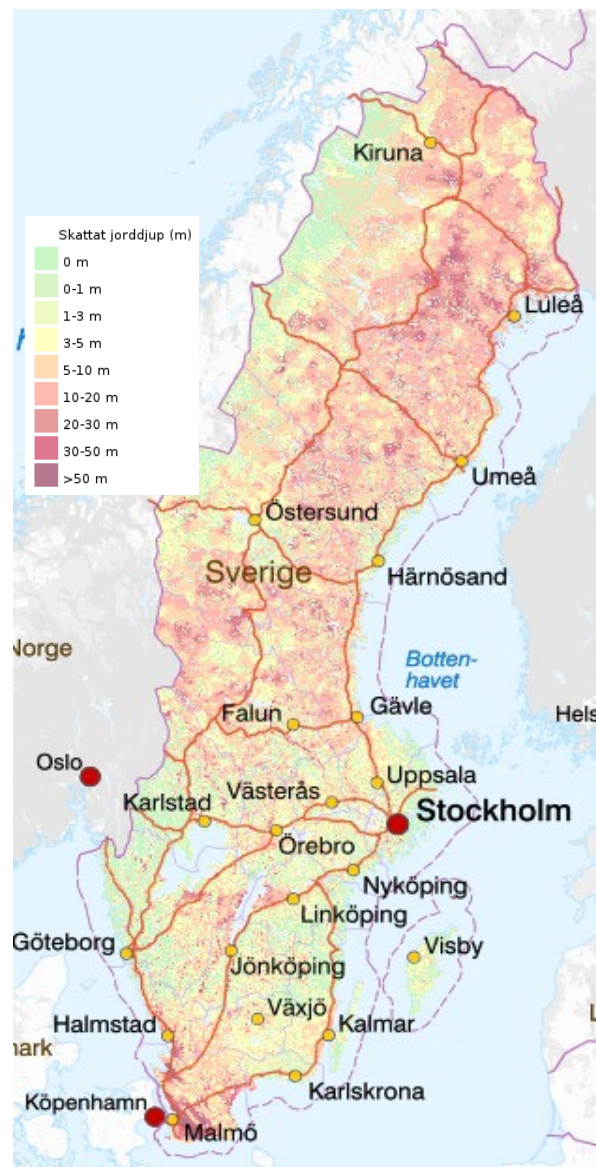 Kiruna
Skattat jorddjup (m)
0 m
0-1 m
1-3 m
3-5 m
5-10 m
10-20 m
20-30 m
30-50 m
>50 m
Luleå
Umeå
Östersund
Sverige
Härnösand
Norge
Botten-
havet
Falun
Gävle
Hels
Oslo
Uppsala
Västerås
Karlstad
Stockholm
Örebro
Nyköping
Linköping
Göteborg
Visby
Jönköping
Växjö
Halmstad
Kalmar
ark
Karlskrona
Köpenhamn
Malmö